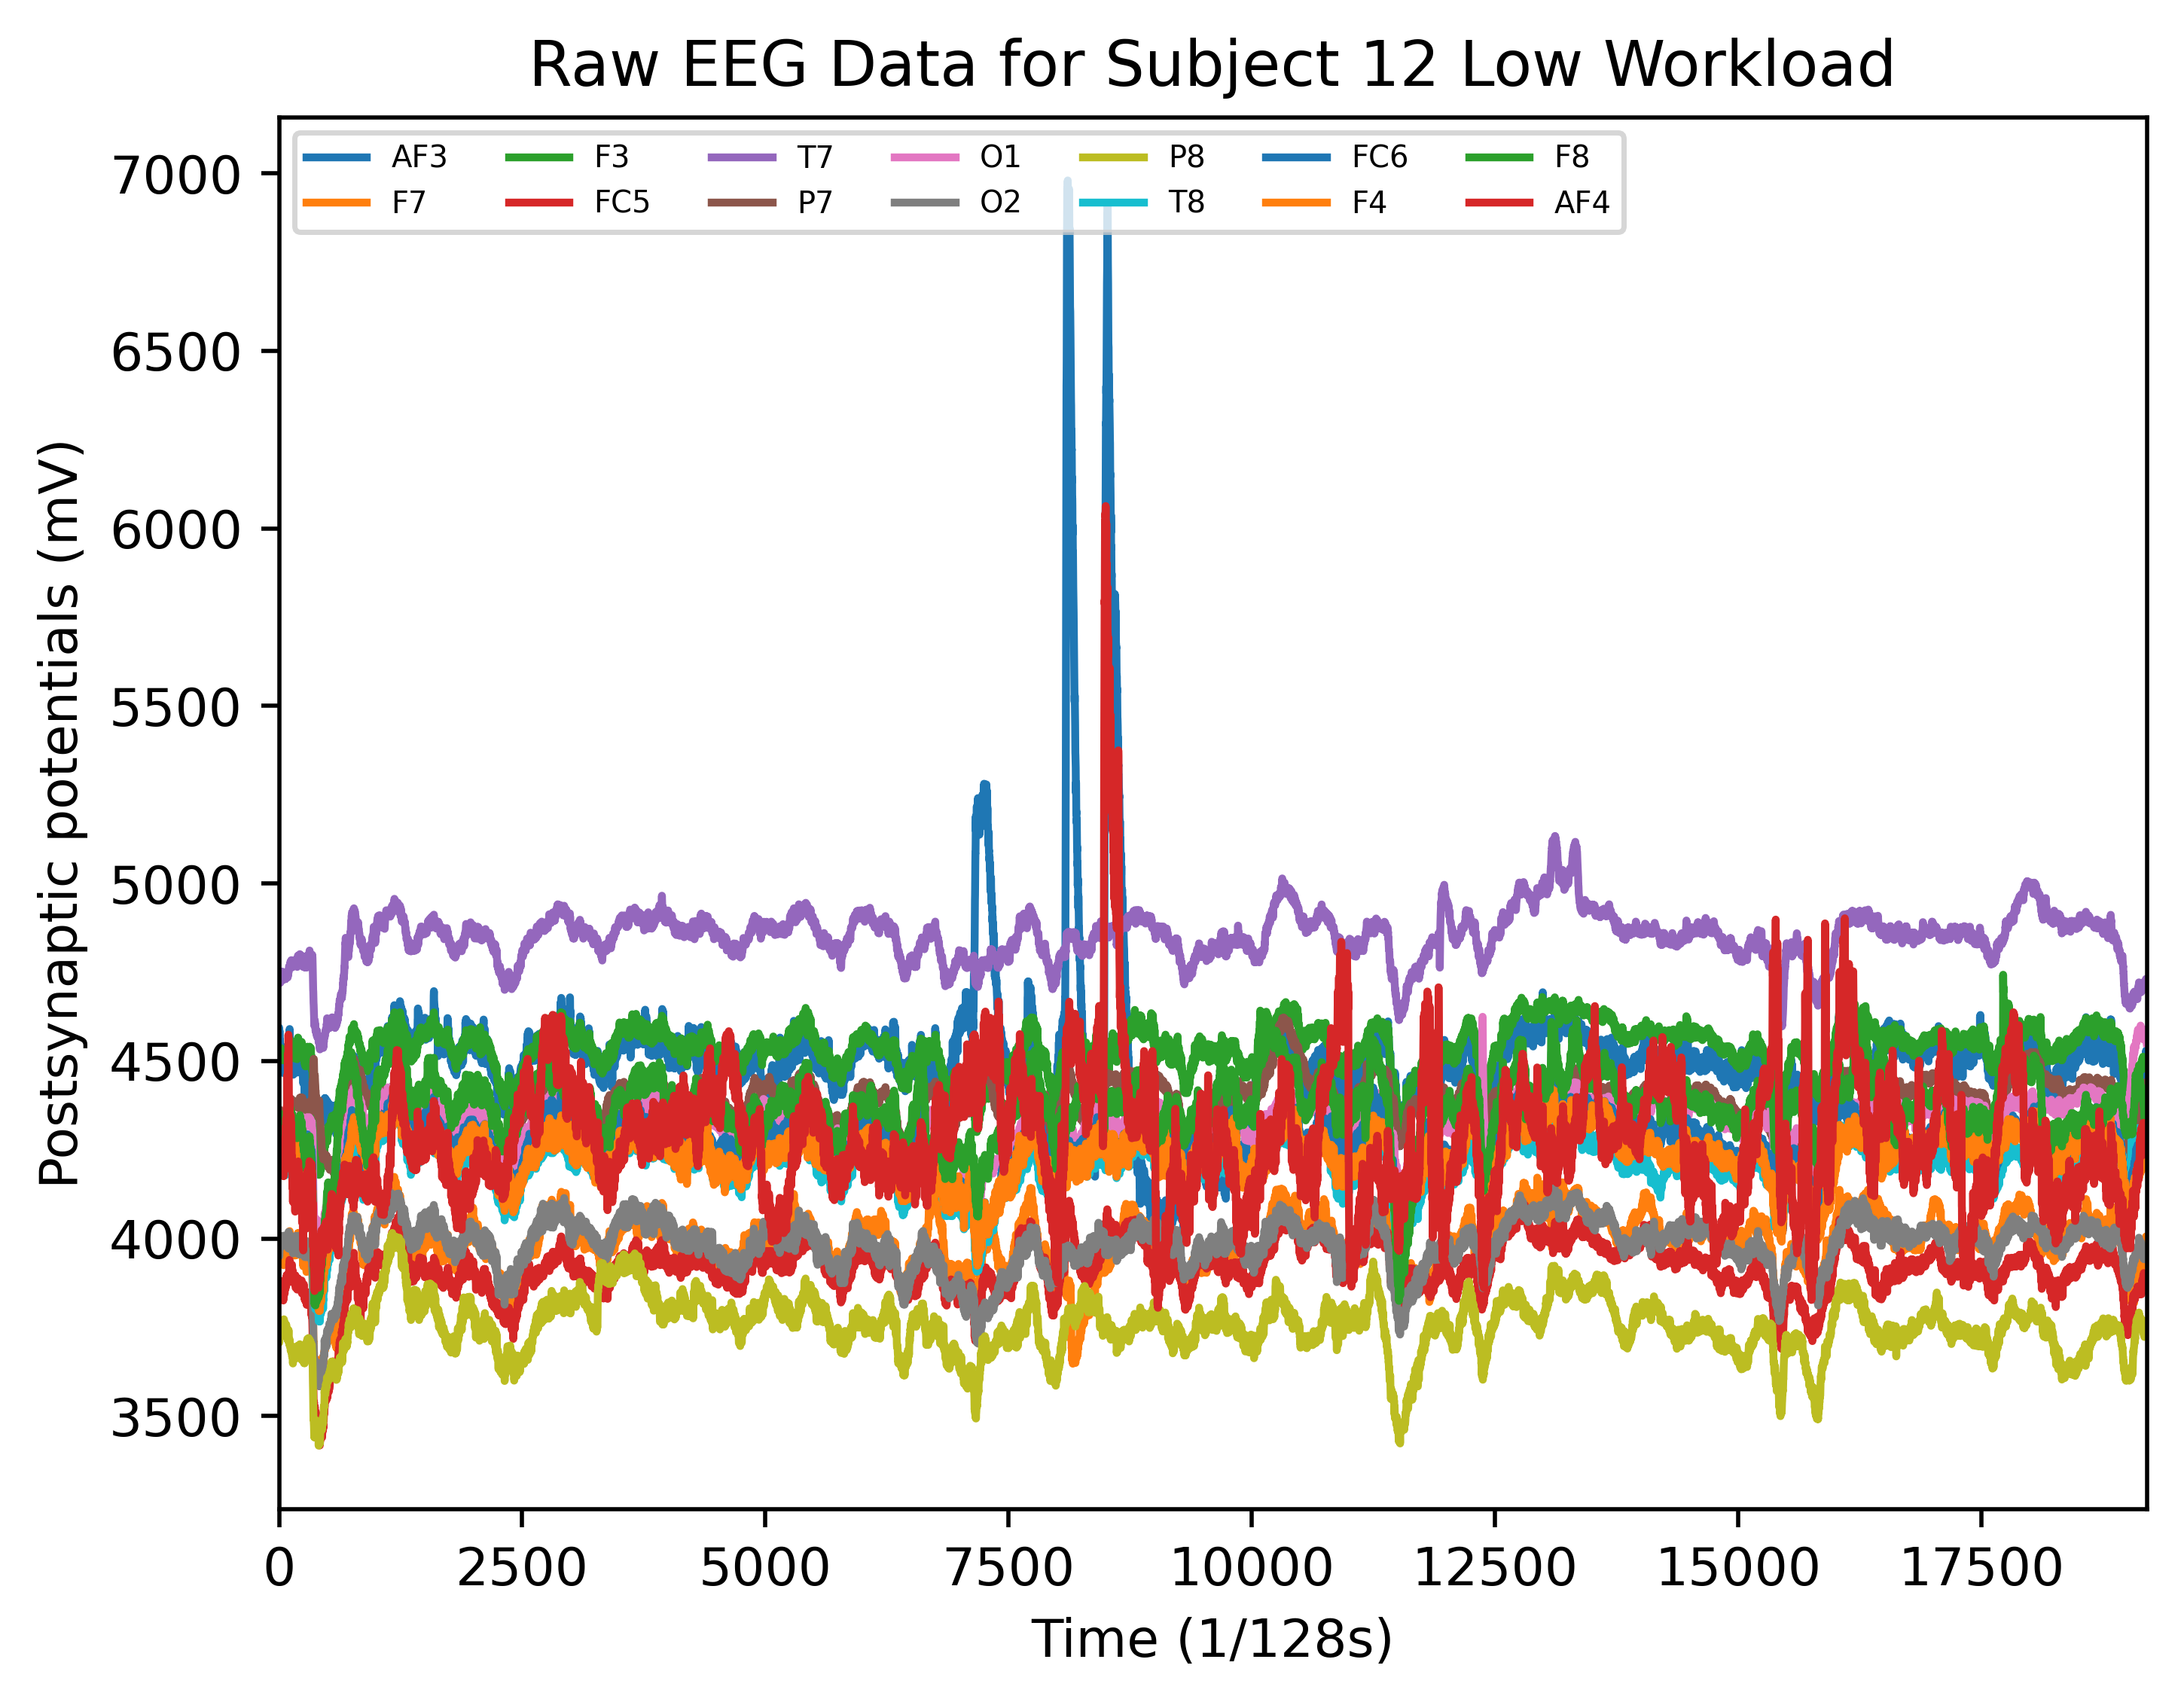 Raw EEG Data for Subject 12 Low Workload
AF3 F3 T7 O1 P8 FC6 F8
F7 FC5 P7 O2 T8 F4 AF4
7000
6500
6000
5500
5000
4500
4000
3500
Postsynaptic potentials (mV)
0 2500 5000 7500 10000 12500 15000 17500
Time (1/128s)